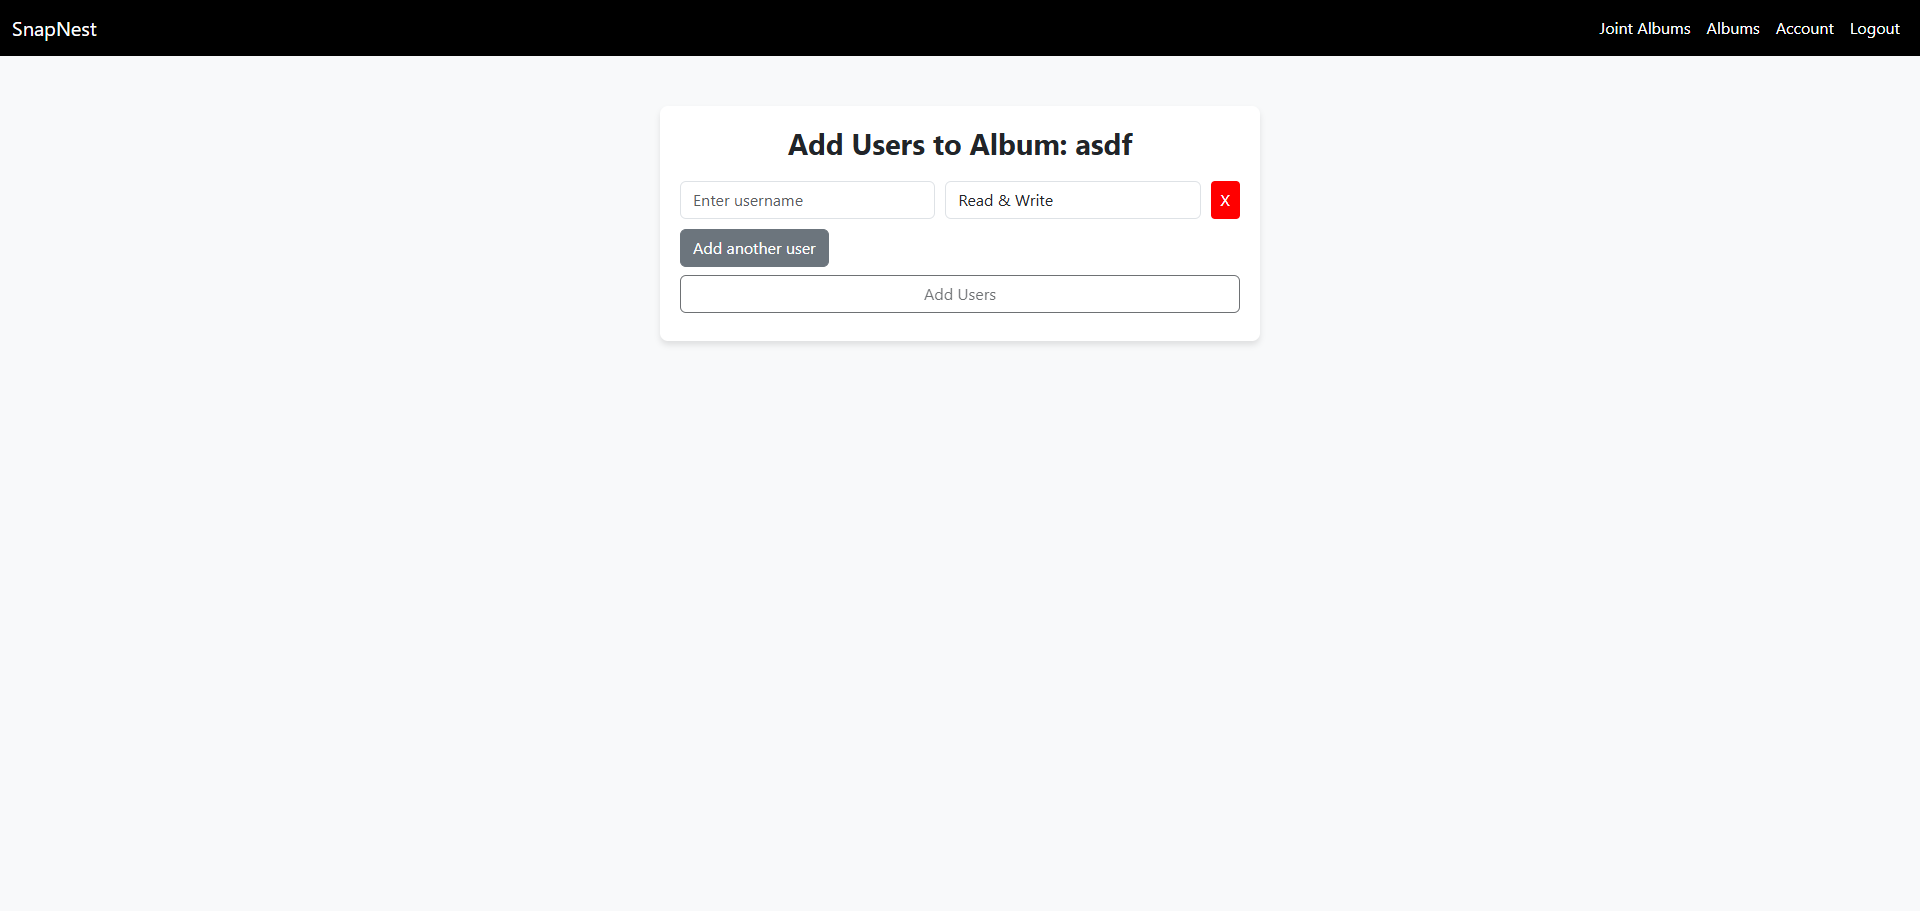 SnapNest
Joint Albums Albums Account Logout
Add Users to Album: asdf
Enter username Read & Write X
Add another user
Add Users